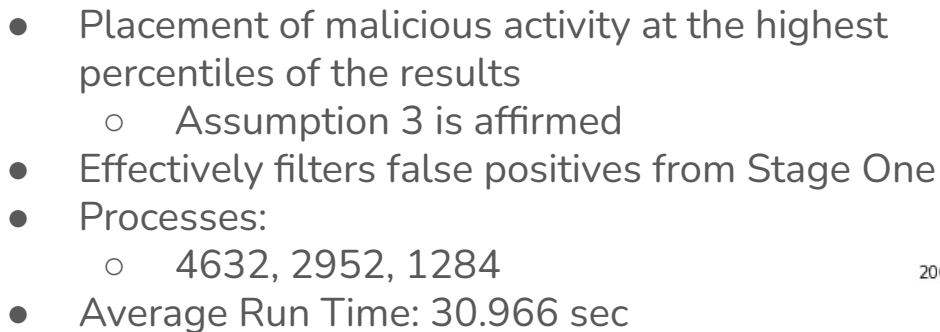 ● Placement of malicious activity at the highest
percentiles of the results
○ Assumption 3 is affirmed
● Effectively filters false positives from Stage One
● Processes:
○ 4632, 2952, 1284
● Average Run Time: 30.966 sec